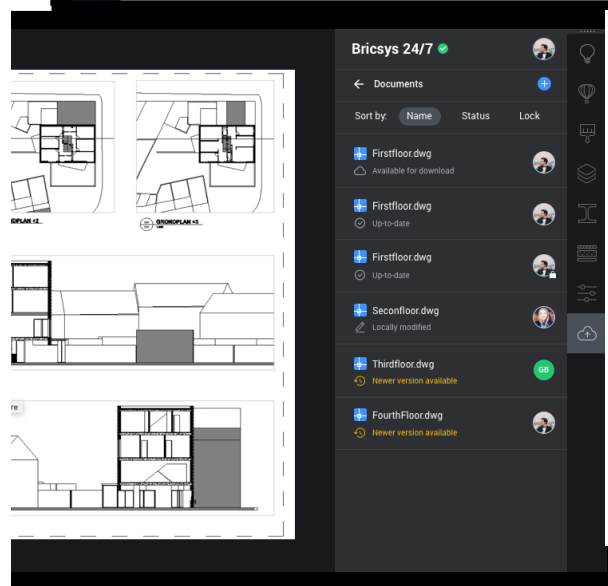 Bricsys 24/7
Documents
Sort by: Name Status Lock
Firstfloor.dwg
Available for download
Firstfloor.dwg
Up-to-date
Firstfloor.dwg
Up-to-date
Seconfloor.dwg
Locally modified
Thirdfloor.dwg
GB
Newer version available
FourthFloor.dwg
Newer version available
NDPLAN +2
GRONDPLAN +3
re